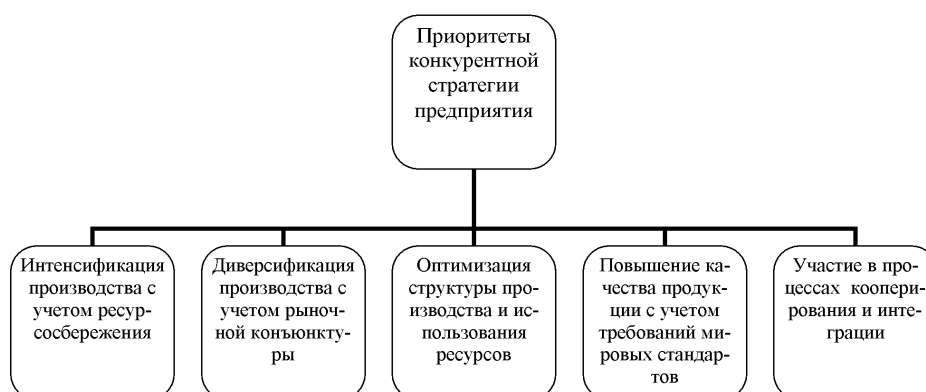 Приоритеты
конкурентной
стратегии
предприятия
Интенсификация
производства с
учетом ресур-
сосбережения
Диверсификация
производства с
учетом рыноч-
ной конъюнкту-
ры
Оптимизация
структуры про-
изводства и ис-
пользования
ресурсов
Повышение ка-
чества продук-
ции с учетом
требований ми-
ровых стандар-
тов
Участие в про-
цессах коопери-
рования и инте-
грации